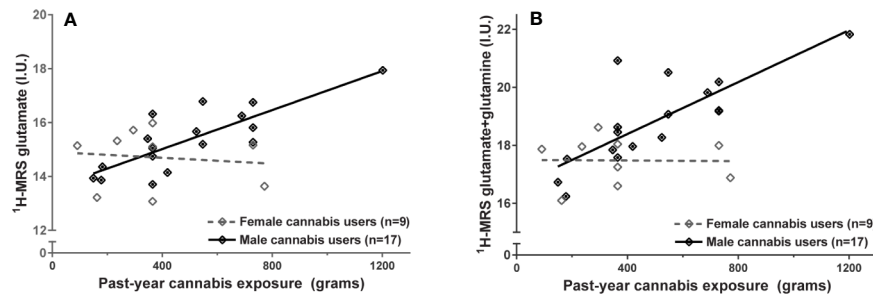 A
B
20
18
16
14
12
0
¹H-MRS glutamate (I.U.)
Female cannabis users (n=9)
Male cannabis users (n=17)
0 400 800 1200
Past-year cannabis exposure (grams)
22
20
18
16
0
¹H-MRS glutamate+glutamine (I.U.)
Female cannabis users (n=9
Male cannabis users (n=17)
0 400 800 1200
Past-year cannabis exposure (grams)